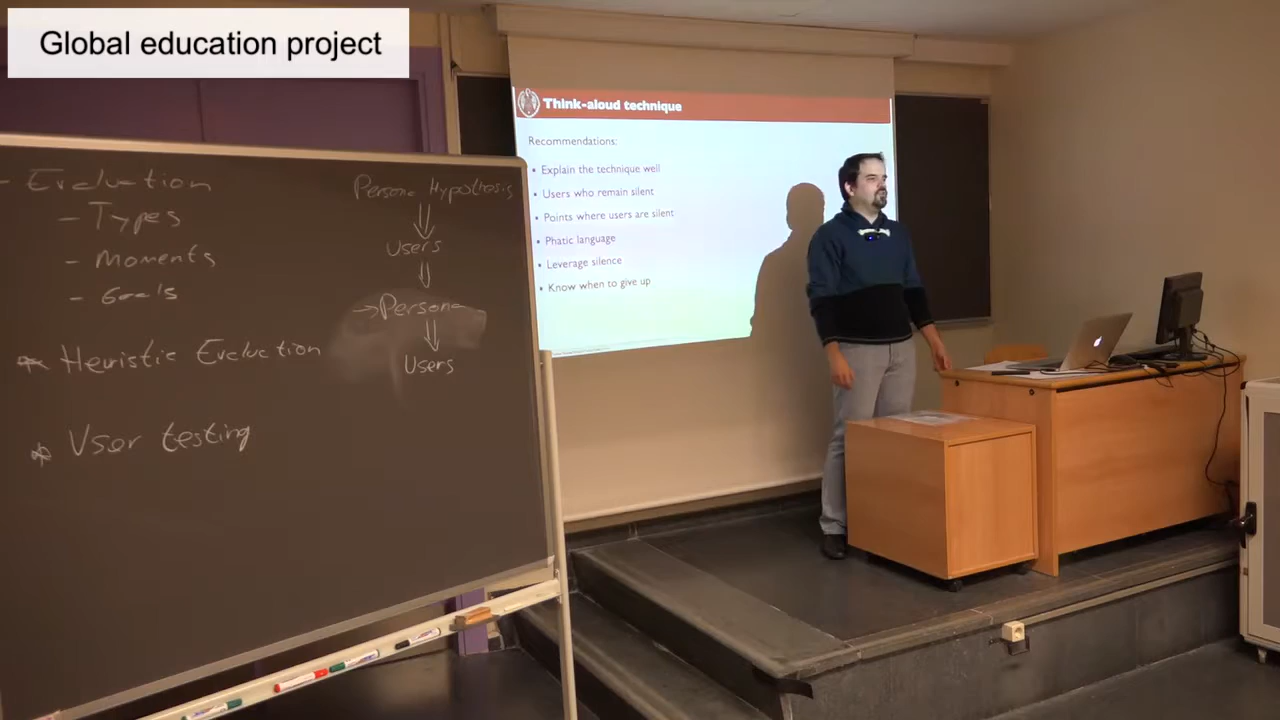 Global education project
- Evaluation
- Types
- Moments
- Goals
Heuristic Evaluation
* User testing
Persona Hypothesis
Users
→ Persona
Users
Think-aloud technique
Recommendations:
• Explain the technique well
• Users who remain silent
• Points where users are silent
• Phatic language
• Leverage silence
• Know when to give up